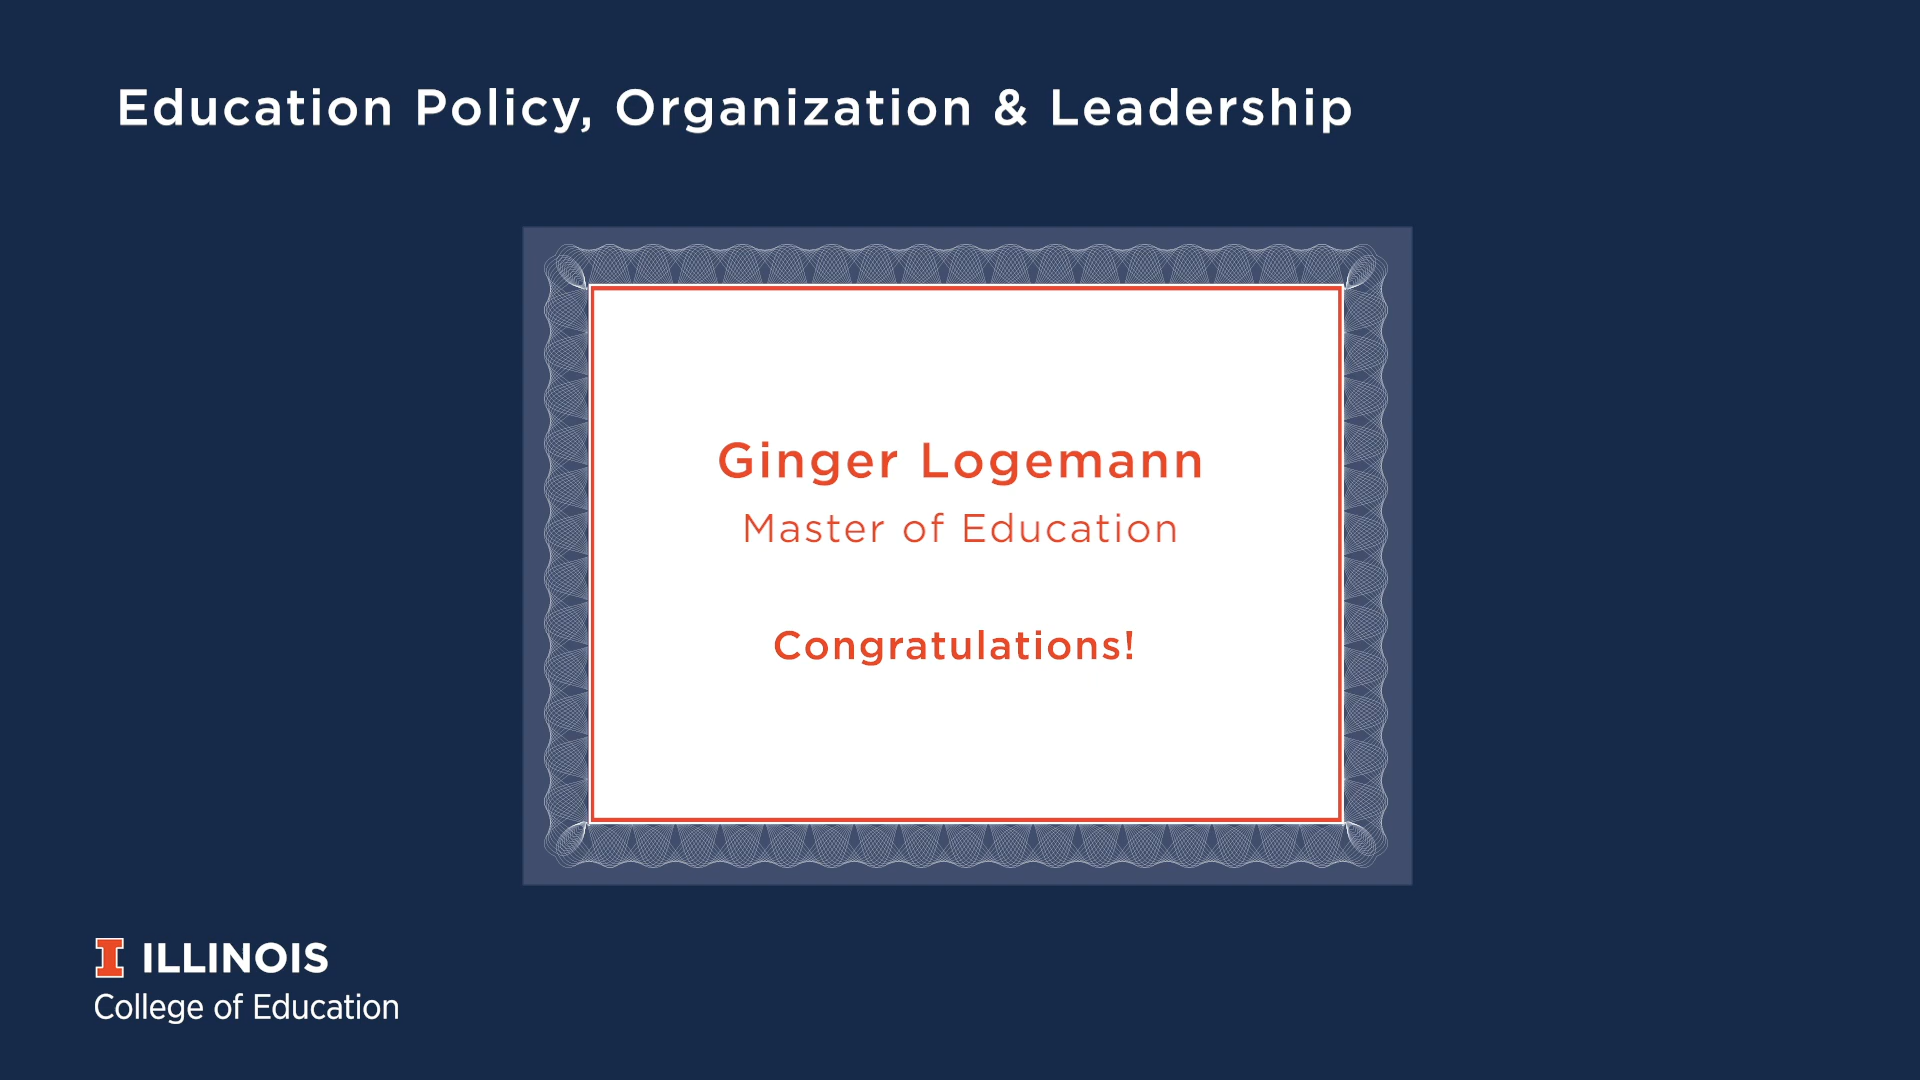 Education Policy, Organization & Leadership
Ginger Logemann
Master of Education
Congratulations!
I ILLINOIS
College of Education